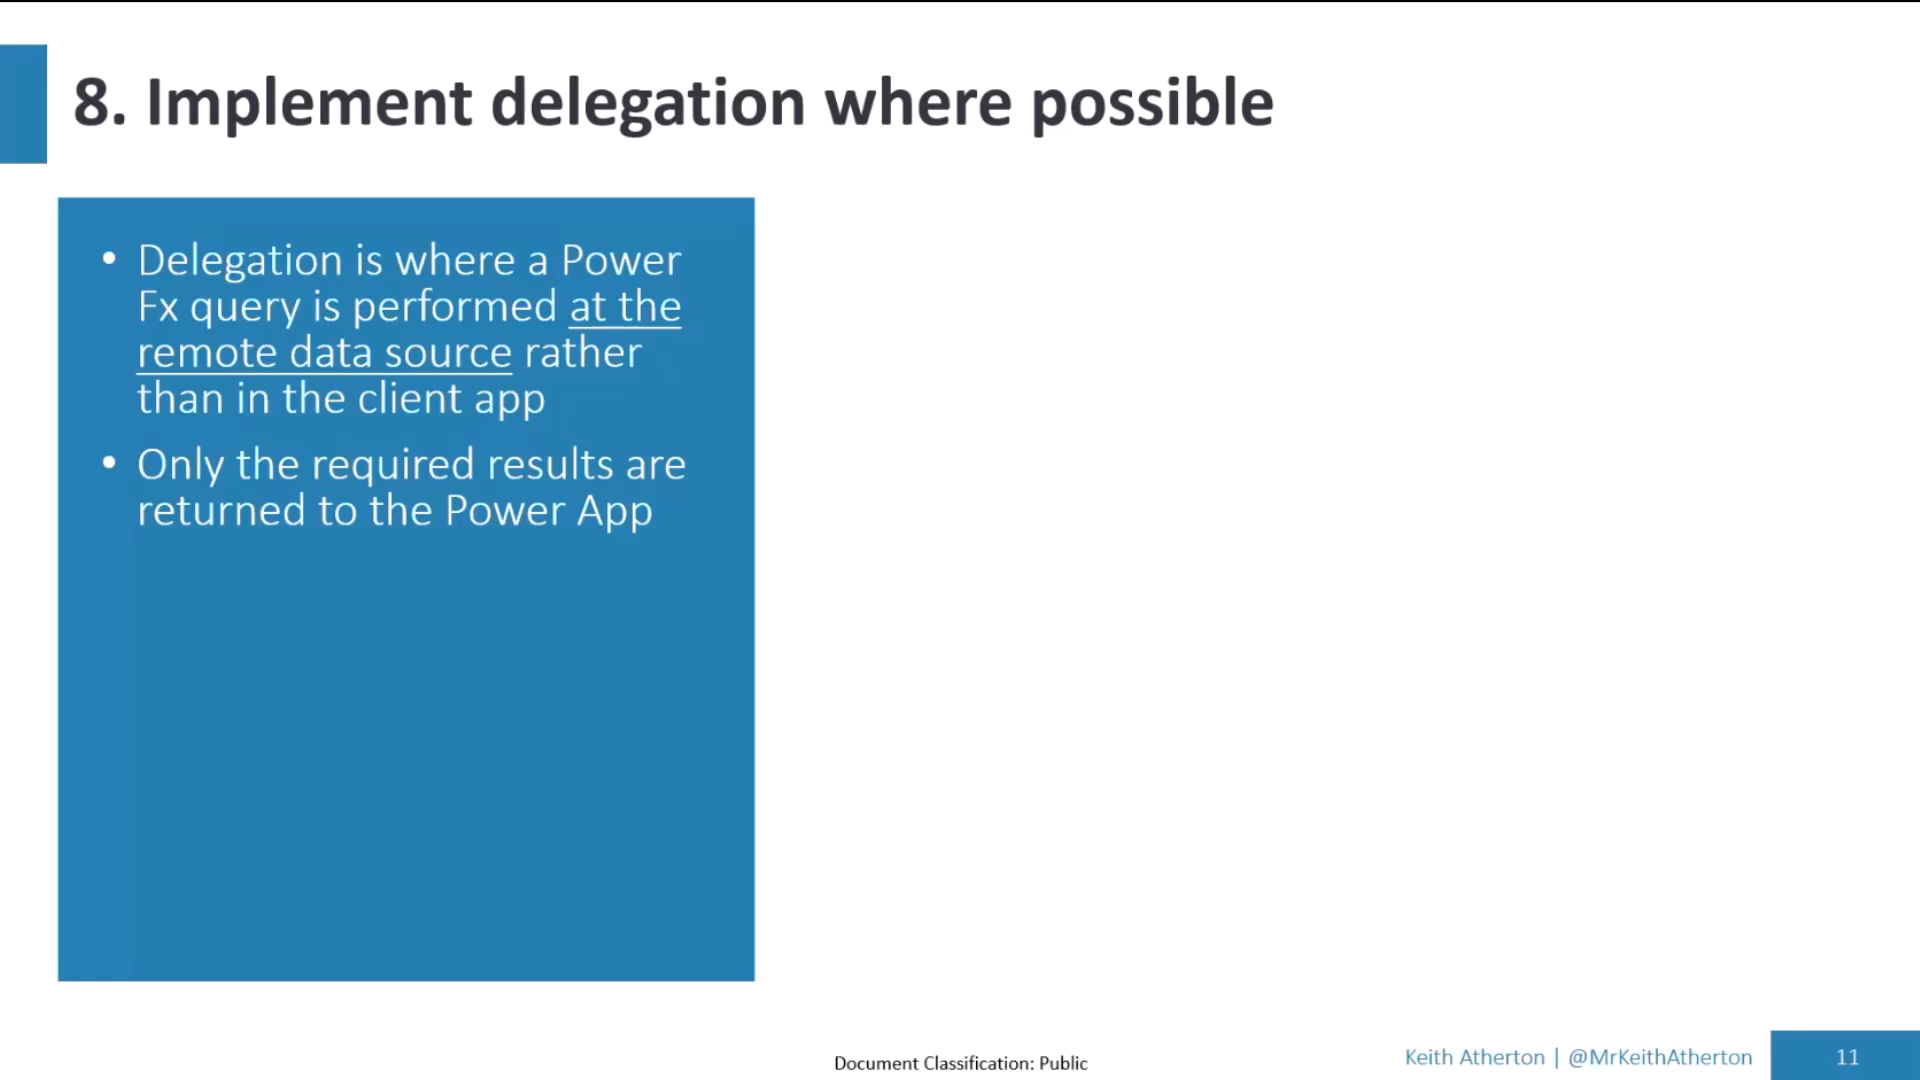 8. Implement delegation where possible
• Delegation is where a Power
Fx query is performed at the
remote data source rather
than in the client app
• Only the required results are
returned to the Power App
Document Classification: Public
Keith Atherton | @MrKeithAtherton
11